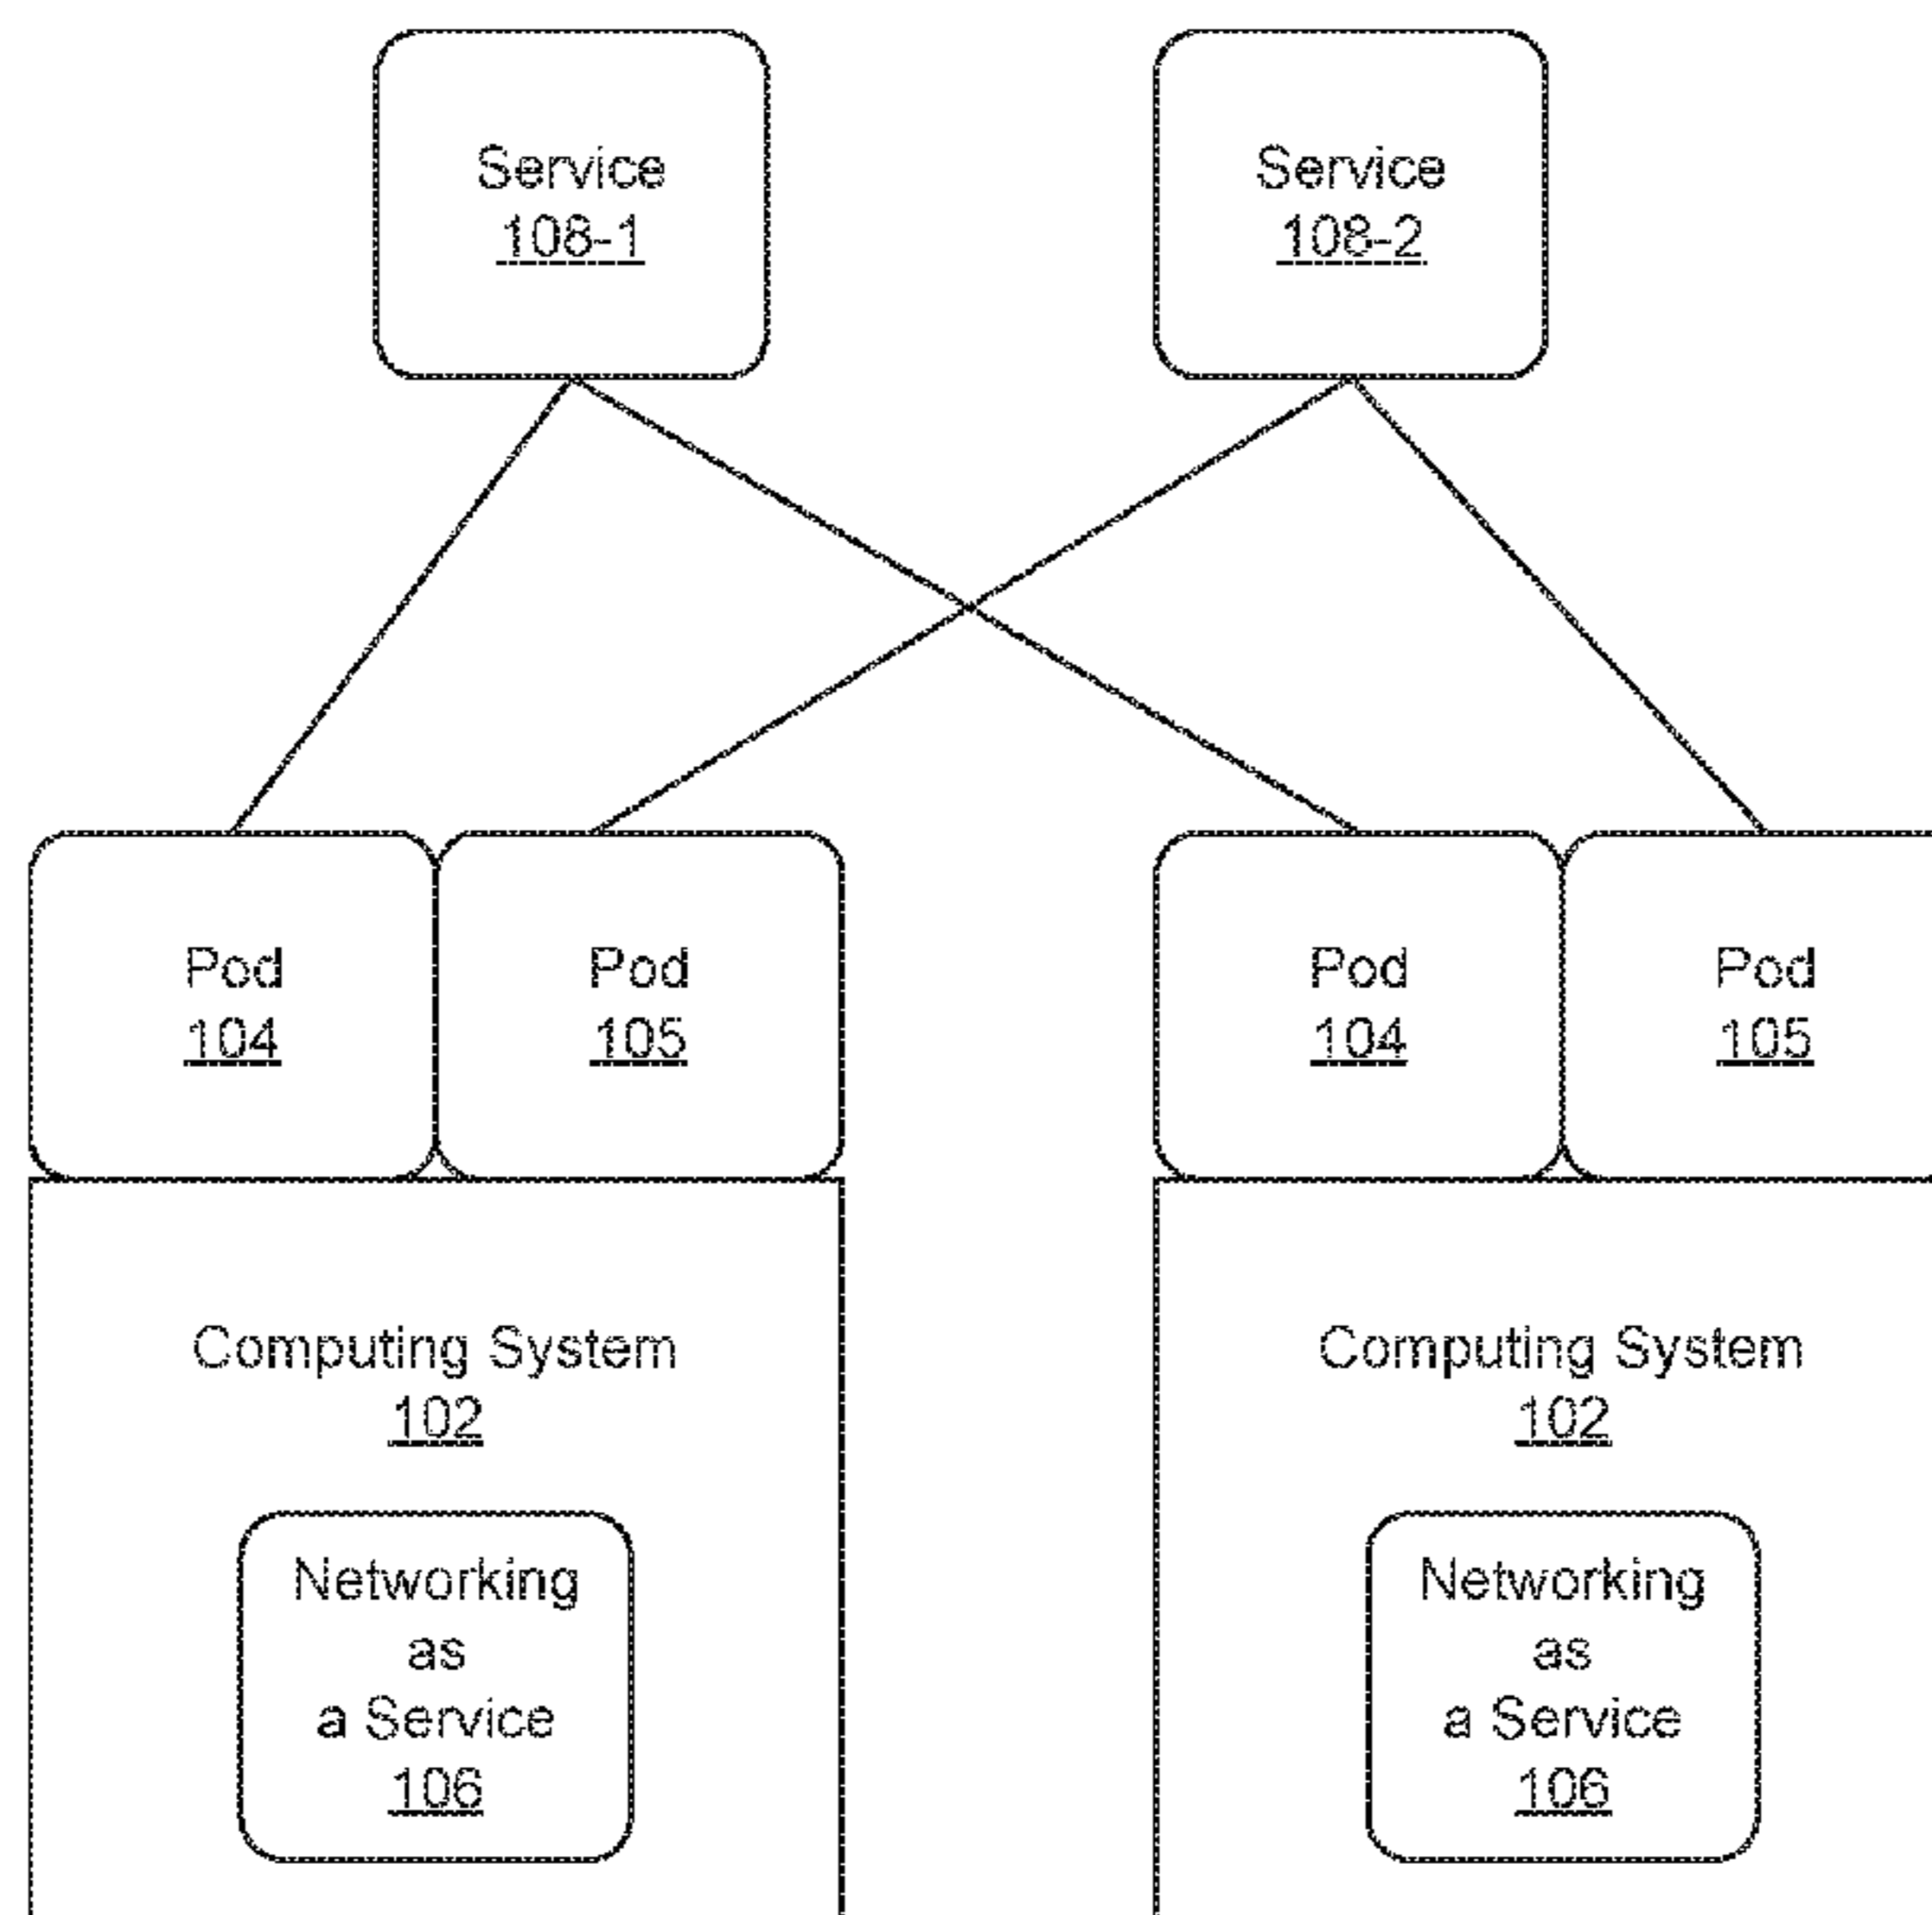 Service
108-1
Service
108-2
Pod
104
Pod
105
Pod
104
Pod
105
Computing System
102
Networking
as
a Service
106
Computing System
102
Networking
as
a Service
106